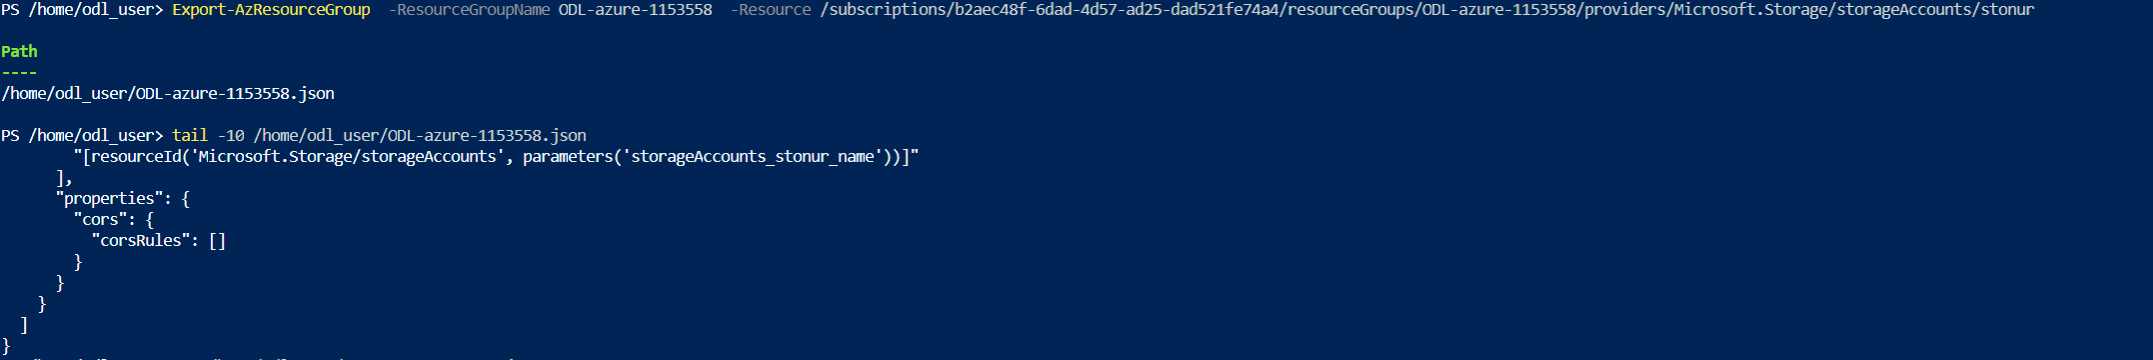 PS /home/odl_user> Export-AzResourceGroup  -ResourceGroupName ODL-azure-1153558  -Resource /subscriptions/b2aec48f-6dad-4d57-ad25-dad521fe74a4/resourceGroups/ODL-azure-1153558/providers/Microsoft.Storage/storageAccounts/stonur
Path
----
/home/odl_user/ODL-azure-1153558.json
PS /home/odl_user> tail -10 /home/odl_user/ODL-azure-1153558.json
        "[resourceId('Microsoft.Storage/storageAccounts', parameters('storageAccounts_stonur_name'))]"
      ],
      "properties": {
        "cors": {
          "corsRules": []
        }
      }
    }
  ]
}